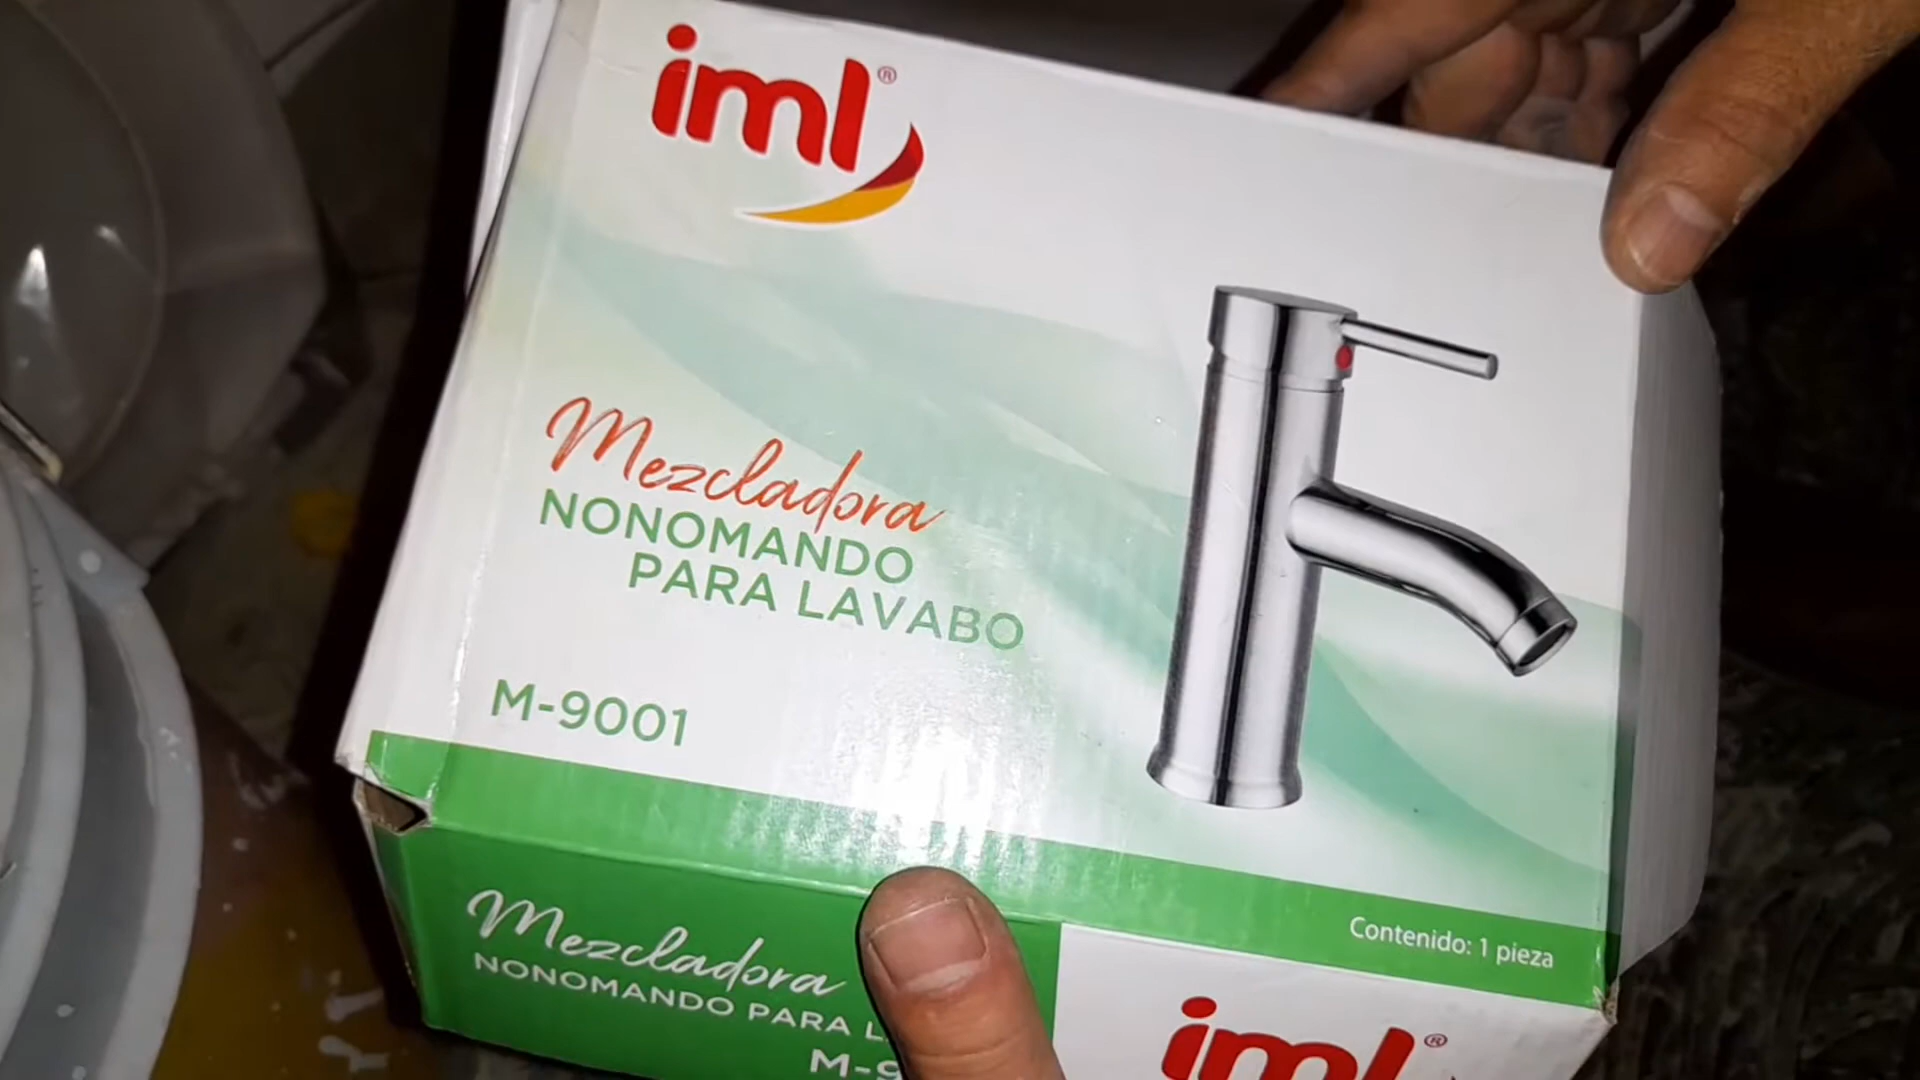 iml®
Mezcladora
NONOMANDO
PARA LAVABO
M-9001
Contenido: 1 pieza
Mezcladora
NONOMANDO PARA
iml®